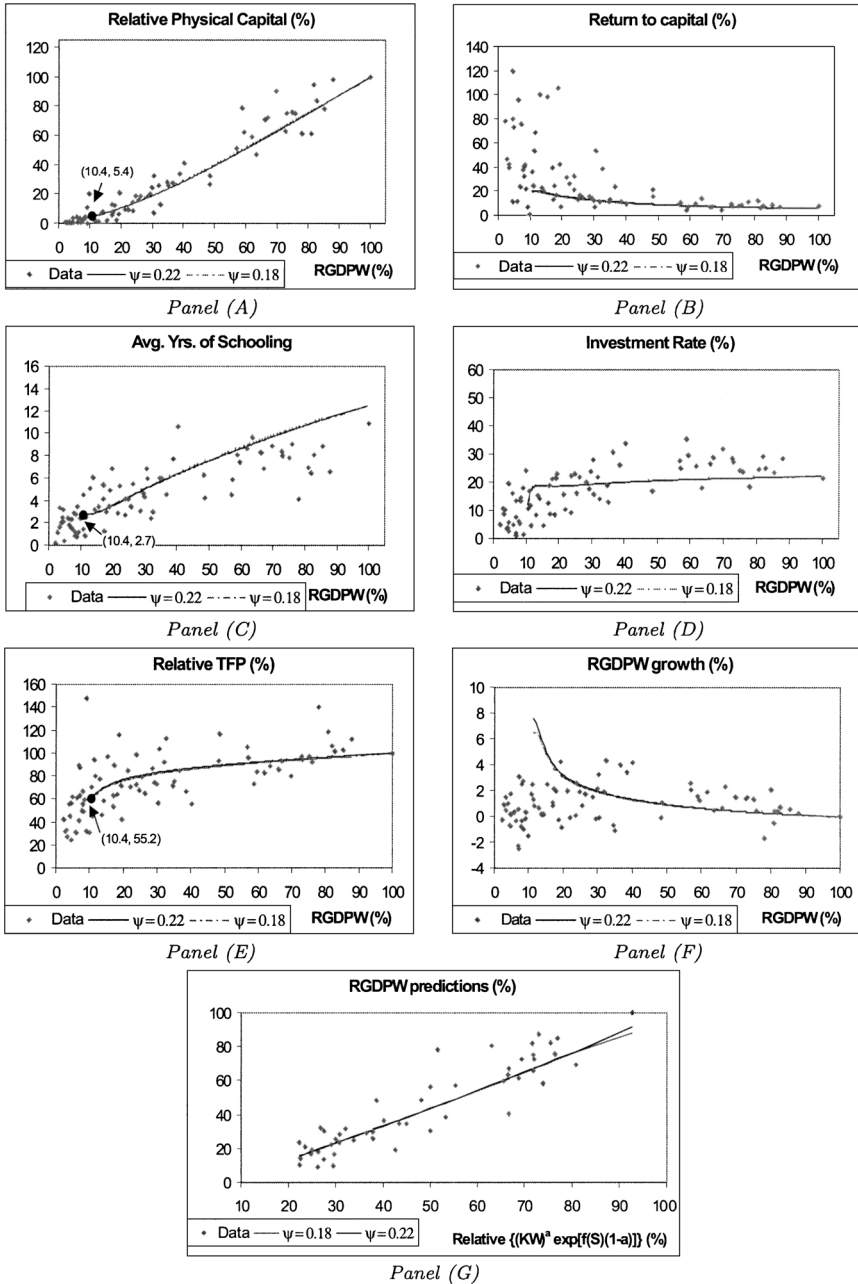 Relative Physical Capital (%)
120
100
80
60
40
20
0
(10.4, 5.4)
0 10 20 30 40 50 60 70 80 90 100
Data ψ=0.22 ψ=0.18 RGDPW (%)
Panel (A)
Return to capital (%)
140
120
100
80
60
40
20
0
0 10 20 30 40 50 60 70 80 90 100
Data ψ=0.22 ψ=0.18 RGDPW (%)
Panel (B)
Avg. Yrs. of Schooling
16
14
12
10
8
6
4
2
0
(10.4, 2.7)
0 10 20 30 40 50 60 70 80 90 100
Data ψ=0.22 ψ=0.18 RGDPW (%)
Panel (C)
Investment Rate (%)
60
50
40
30
20
10
0
0 10 20 30 40 50 60 70 80 90 100
Data ψ=0.22 ψ=0.18 RGDPW (%)
Panel (D)
Relative TFP (%)
160
140
120
100
80
60
40
20
0
(10.4, 55.2)
0 10 20 30 40 50 60 70 80 90 100
Data ψ=0.22 ψ=0.18 RGDPW (%)
Panel (E)
RGDPW growth (%)
10
8
6
4
2
0
-2
-4
0 10 20 30 40 50 60 70 80 90 100
Data ψ=0.22 ψ=0.18 RGDPW (%)
Panel (F)
RGDPW predictions (%)
100
80
60
40
20
0
10 20 30 40 50 60 70 80 90 100
Data ψ=0.18 ψ=0.22 Relative {(KW)ᵃ exp[f(S)(1-a)]} (%)
Panel (G)